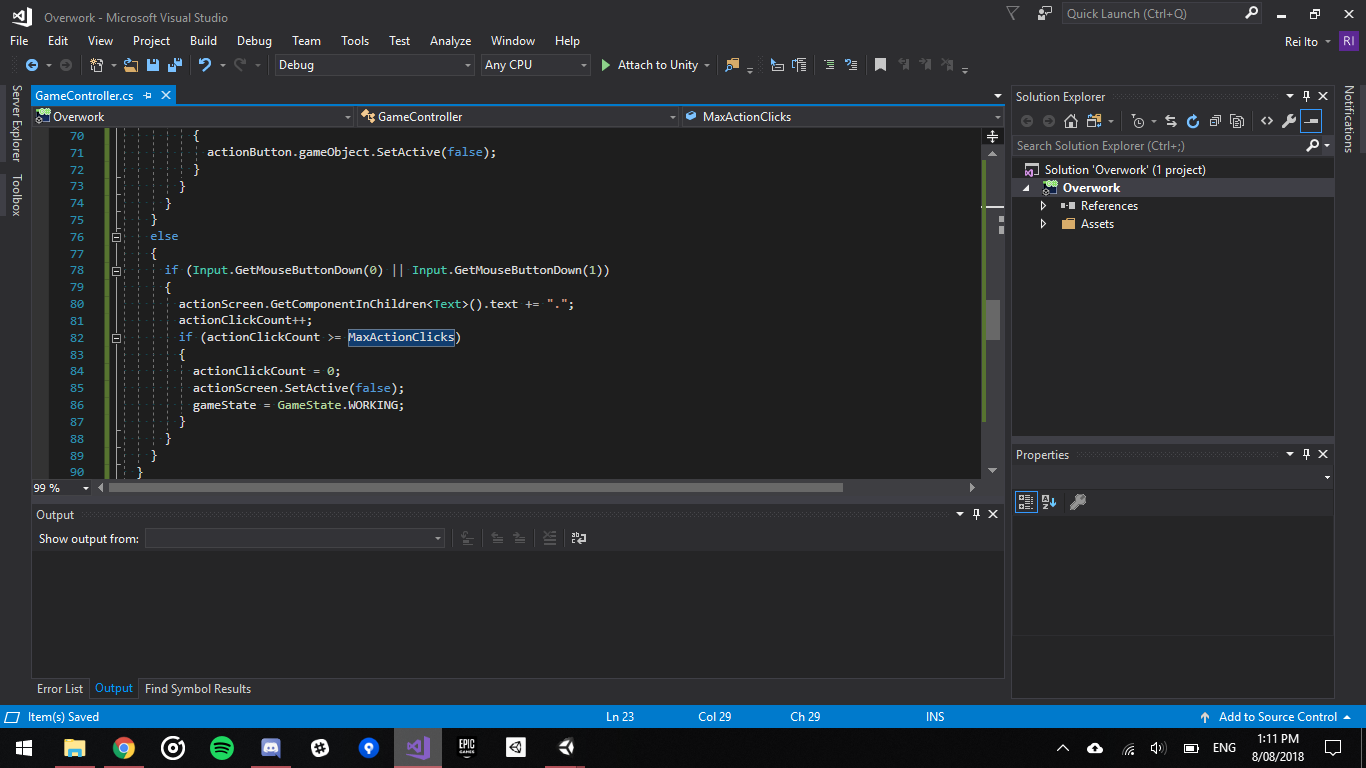 Overwork - Microsoft Visual Studio
Quick Launch (Ctrl+Q)
File Edit View Project Build Debug Team Tools Test Analyze Window Help
Rei Ito
RI
Debug
Any CPU
Attach to Unity
Server Explorer
Toolbox
GameController.cs
Overwork
GameController
MaxActionClicks
70 {
71 actionButton.gameObject.SetActive(false);
72 }
73 }
74 }
75 }
76 else
77 {
78 if (Input.GetMouseButtonDown(0) || Input.GetMouseButtonDown(1))
79 {
80 actionScreen.GetComponentInChildren<Text>().text += ".";
81 actionClickCount++;
82 if (actionClickCount >= MaxActionClicks)
83 {
84 actionClickCount = 0;
85 actionScreen.SetActive(false);
86 gameState = GameState.WORKING;
87 }
88 }
89 }
90 }
99 %
Output
Show output from:
Error List
Output
Find Symbol Results
Solution Explorer
Search Solution Explorer (Ctrl+;)
Solution 'Overwork' (1 project)
Overwork
References
Assets
Properties
Notifications
Item(s) Saved
Ln 23
Col 29
Ch 29
INS
Add to Source Control
EPIC
GAMES
ENG
1:11 PM
8/08/2018